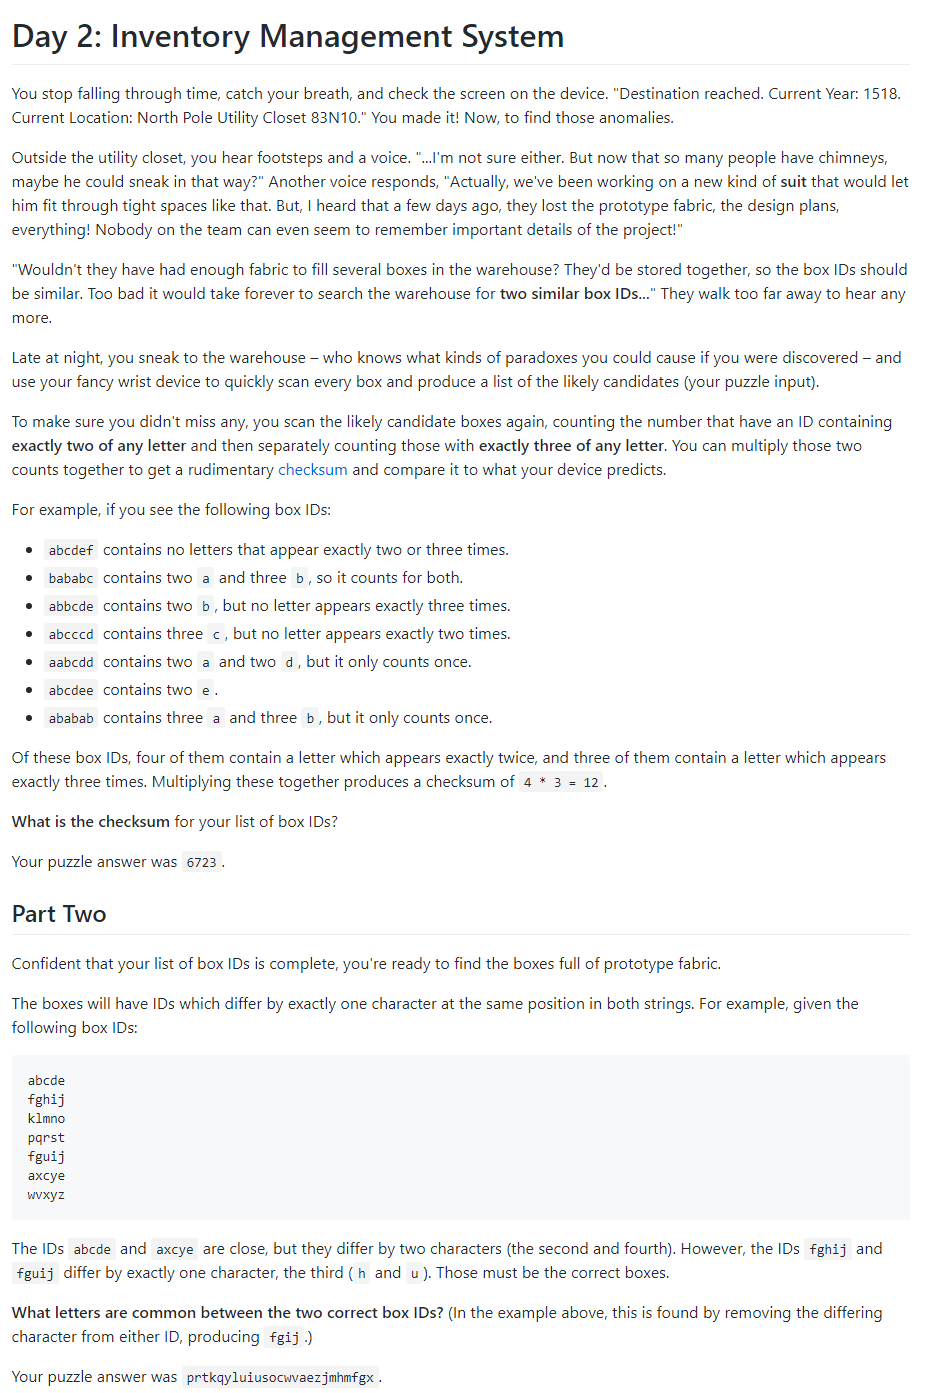 Day 2: Inventory Management System
You stop falling through time, catch your breath, and check the screen on the device. "Destination reached. Current Year: 1518.
Current Location: North Pole Utility Closet 83N10." You made it! Now, to find those anomalies.
Outside the utility closet, you hear footsteps and a voice. "...I'm not sure either. But now that so many people have chimneys,
maybe he could sneak in that way?" Another voice responds, "Actually, we've been working on a new kind of suit that would let
him fit through tight spaces like that. But, I heard that a few days ago, they lost the prototype fabric, the design plans,
everything! Nobody on the team can even seem to remember important details of the project!"
"Wouldn't they have had enough fabric to fill several boxes in the warehouse? They'd be stored together, so the box IDs should
be similar. Too bad it would take forever to search the warehouse for two similar box IDs..." They walk too far away to hear any
more.
Late at night, you sneak to the warehouse – who knows what kinds of paradoxes you could cause if you were discovered – and
use your fancy wrist device to quickly scan every box and produce a list of the likely candidates (your puzzle input).
To make sure you didn't miss any, you scan the likely candidate boxes again, counting the number that have an ID containing
exactly two of any letter and then separately counting those with exactly three of any letter. You can multiply those two
counts together to get a rudimentary checksum and compare it to what your device predicts.
For example, if you see the following box IDs:
• abcdef contains no letters that appear exactly two or three times.
• bababc contains two a and three b , so it counts for both.
• abbcde contains two b , but no letter appears exactly three times.
• abcccd contains three c , but no letter appears exactly two times.
• aabcdd contains two a and two d , but it only counts once.
• abcdee contains two e .
• ababab contains three a and three b , but it only counts once.
Of these box IDs, four of them contain a letter which appears exactly twice, and three of them contain a letter which appears
exactly three times. Multiplying these together produces a checksum of 4 * 3 = 12 .
What is the checksum for your list of box IDs?
Your puzzle answer was 6723 .
Part Two
Confident that your list of box IDs is complete, you're ready to find the boxes full of prototype fabric.
The boxes will have IDs which differ by exactly one character at the same position in both strings. For example, given the
following box IDs:
abcde
fghij
klmno
pqrst
fguij
axcye
wvxyz
The IDs abcde and axcye are close, but they differ by two characters (the second and fourth). However, the IDs fghij and
fguij differ by exactly one character, the third ( h and u ). Those must be the correct boxes.
What letters are common between the two correct box IDs? (In the example above, this is found by removing the differing
character from either ID, producing fgij .)
Your puzzle answer was prtkqyluiusocwvaezjmhmfgx .